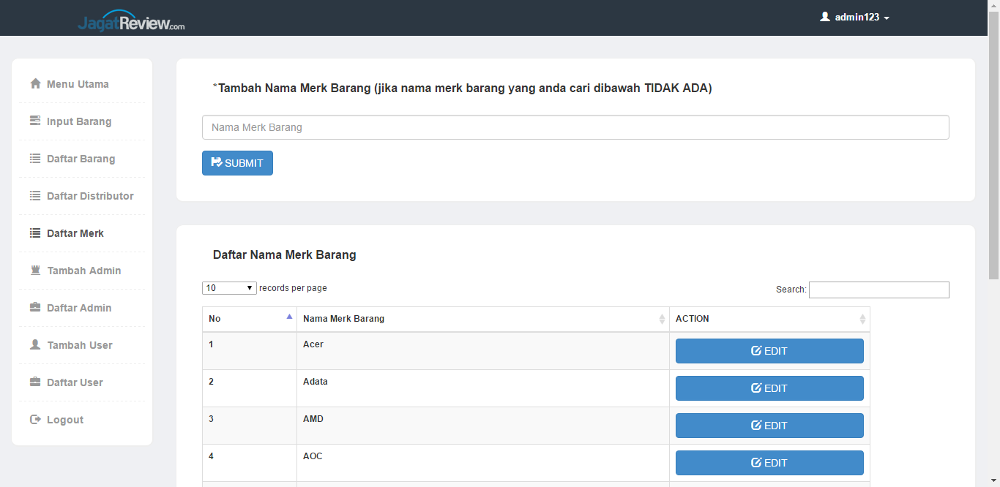 JagatReview.com
admin123
Menu Utama
Input Barang
Daftar Barang
Daftar Distributor
Daftar Merk
Tambah Admin
Daftar Admin
Tambah User
Daftar User
Logout
*Tambah Nama Merk Barang (jika nama merk barang yang anda cari dibawah TIDAK ADA)
Nama Merk Barang
SUBMIT
Daftar Nama Merk Barang
10 records per page
Search:
No Nama Merk Barang ACTION
1 Acer EDIT
2 Adata EDIT
3 AMD EDIT
4 AOC EDIT